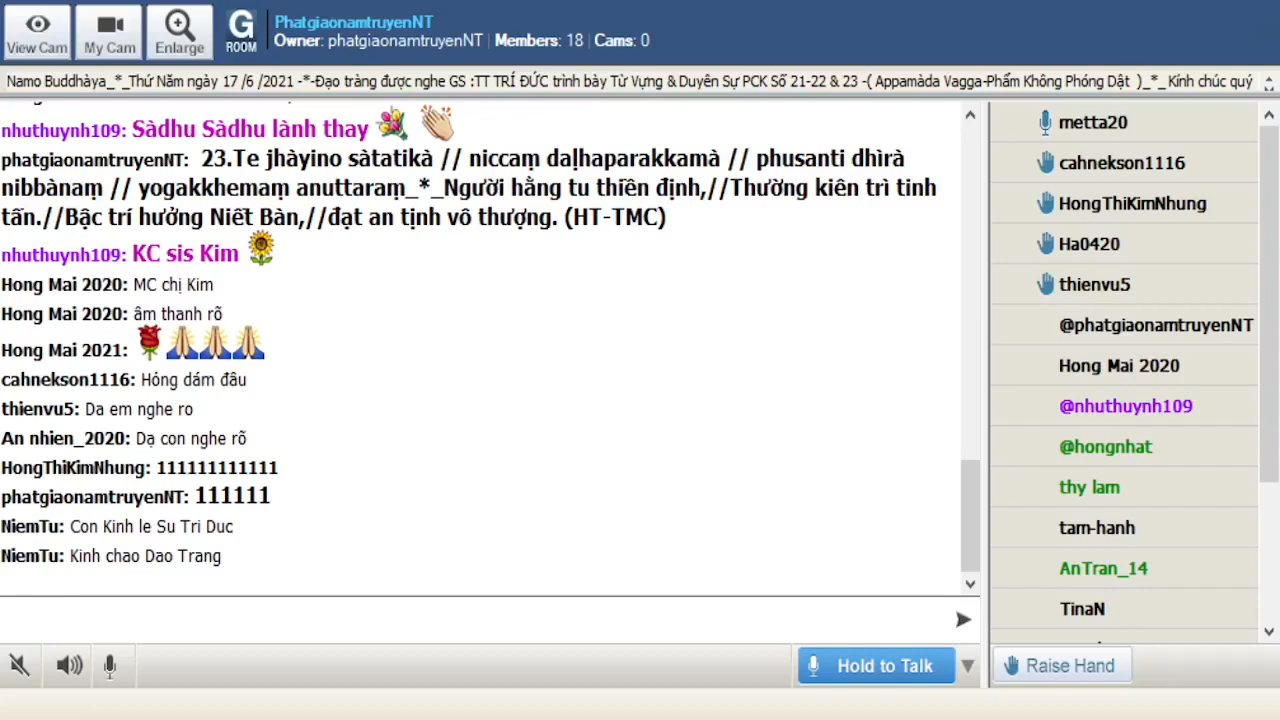 View Cam
My Cam
Enlarge
G
ROOM
PhatgiaonamtruyenNT
Owner: phatgiaonamtruyenNT | Members: 18 | Cams: 0
Namo Buddhàya_*_Thứ Năm ngày 17 /6 /2021 -*-Đạo tràng được nghe GS :TT TRÍ ĐỨC trình bày Từ Vựng & Duyên Sự PCK Số 21-22 & 23 -( Appamàda Vagga-Phẩm Không Phóng Dật )_*_ Kính chúc quý
nhuthuynh109: Sàdhu Sàdhu lành thay
phatgiaonamtruyenNT: 23.Te jhàyino sàtatikà // niccaṃ daḷhaparakkamà // phusanti dhìrà
nibbànaṃ // yogakkhemaṃ anuttaraṃ_*_Người hằng tu thiền định,//Thường kiên trì tinh
tấn.//Bậc trí hưởng Niết Bàn,//đạt an tịnh vô thượng. (HT-TMC)
nhuthuynh109: KC sis Kim
Hong Mai 2020: MC chị Kim
Hong Mai 2020: âm thanh rõ
Hong Mai 2021:
cahnekson1116: Hỏng dám đâu
thienvu5: Da em nghe ro
An nhien_2020: Dạ con nghe rõ
HongThiKimNhung: 111111111111
phatgiaonamtruyenNT: 111111
NiemTu: Con Kinh le Su Tri Duc
NiemTu: Kinh chao Dao Trang
metta20
cahnekson1116
HongThiKimNhung
Ha0420
thienvu5
@phatgiaonamtruyenNT
Hong Mai 2020
@nhuthuynh109
@hongnhat
thy lam
tam-hanh
AnTran_14
TinaN
Hold to Talk
Raise Hand